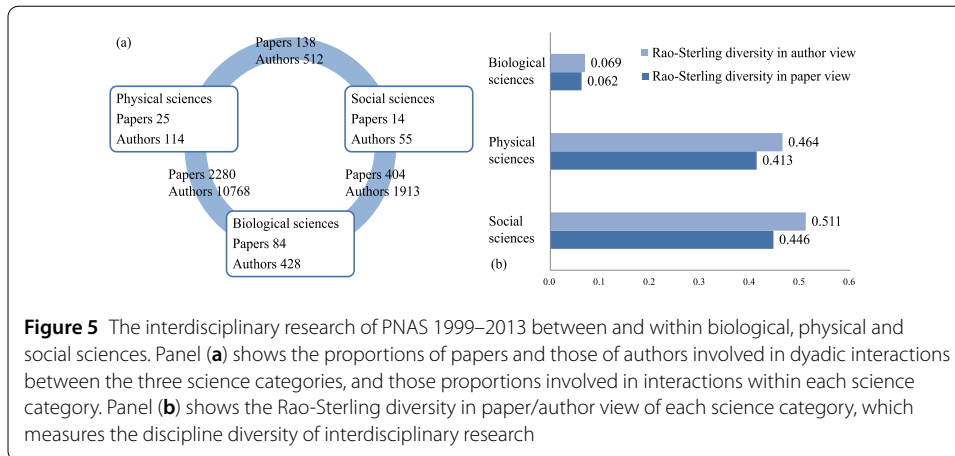 (a)
Papers 138
Authors 512
Physical sciences
Papers 25
Authors 114
Social sciences
Papers 14
Authors 55
Papers 2280
Authors 10768
Papers 404
Authors 1913
Biological sciences
Papers 84
Authors 428
Rao-Sterling diversity in author view
Rao-Sterling diversity in paper view
Biological
sciences
0.069
0.062
Physical
sciences
0.464
0.413
Social
sciences
0.511
0.446
(b)
0.0 0.1 0.2 0.3 0.4 0.5 0.6
Figure 5 The interdisciplinary research of PNAS 1999–2013 between and within biological, physical and
social sciences. Panel (a) shows the proportions of papers and those of authors involved in dyadic interactions
between the three science categories, and those proportions involved in interactions within each science
category. Panel (b) shows the Rao-Sterling diversity in paper/author view of each science category, which
measures the discipline diversity of interdisciplinary research